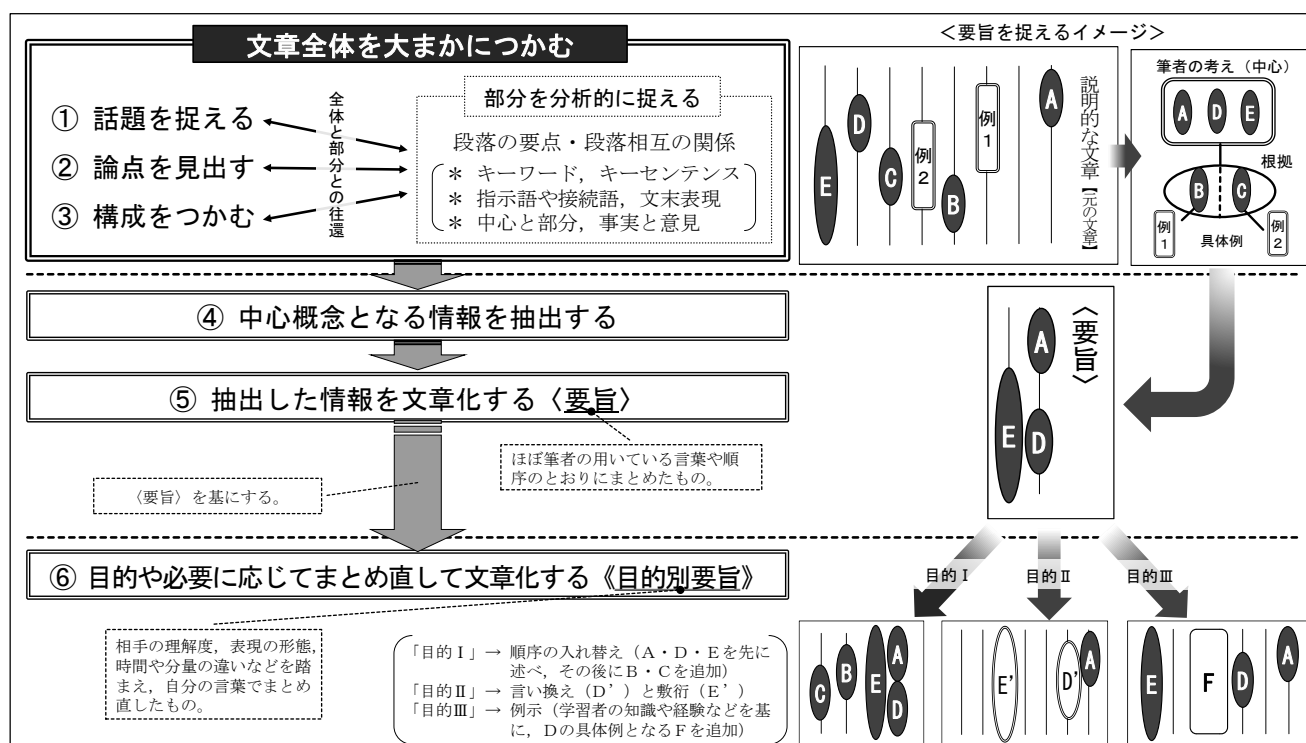 文章全体を大まかにつかむ
① 話題を捉える
② 論点を見出す
③ 構成をつかむ
全体と部分との往還
部分を分析的に捉える
段落の要点・段落相互の関係
＊ キーワード，キーセンテンス
＊ 指示語や接続語，文末表現
＊ 中心と部分，事実と意見
＜要旨を捉えるイメージ＞
説明的な文章【元の文章】
A
例1
B
例2
C
D
E
筆者の考え（中心）
A D E
根拠
B C
例1
具体例
例2
④ 中心概念となる情報を抽出する
⑤ 抽出した情報を文章化する〈要旨〉
ほぼ筆者の用いている言葉や順
序のとおりにまとめたもの。
〈要旨〉を基にする。
〈要旨〉
A
D
E
⑥ 目的や必要に応じてまとめ直して文章化する《目的別要旨》
相手の理解度，表現の形態，
時間や分量の違いなどを踏
まえ，自分の言葉でまとめ
直したもの。
「目的Ⅰ」→ 順序の入れ替え（A・D・Eを先に
述べ，その後にB・Cを追加）
「目的Ⅱ」→ 言い換え（D’）と敷衍（E’）
「目的Ⅲ」→ 例示（学習者の知識や経験などを基
に，Dの具体例となるFを追加）
目的Ⅰ
目的Ⅱ
目的Ⅲ
A
D
E
B
C
A
D'
E'
A
D
F
E